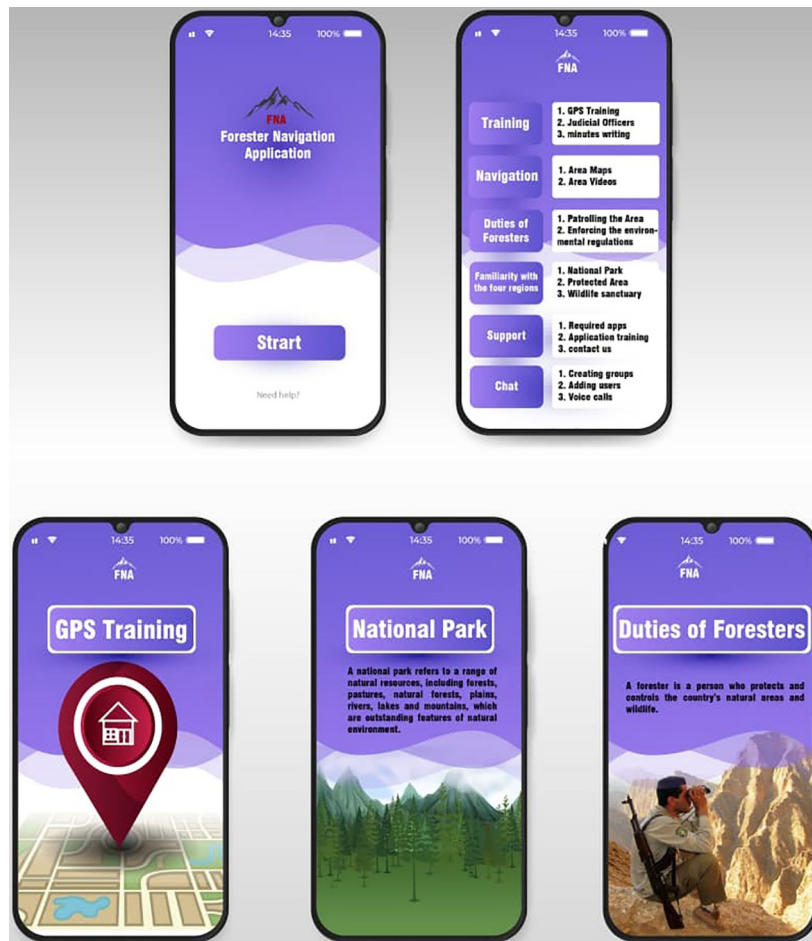 14:35 100%
FNA
Forester Navigation
Application
Strart
Need help?
14:35 100%
FNA
Training
1. GPS Training
2. Judicial Officers
3. minutes writing
Navigation
1. Area Maps
2. Area Videos
Duties of
Foresters
1. Patrolling the Area
2. Enforcing the environ-
mental regulations
Familiarity with
the four regions
1. National Park
2. Protected Area
3. Wildlife sanctuary
Support
1. Required apps
2. Application training
3. contact us
Chat
1. Creating groups
2. Adding users
3. Voice calls
14:35 100%
FNA
GPS Training
14:35 100%
FNA
National Park
A national park refers to a range of
natural resources, including forests,
pastures, natural forests, plains,
rivers, lakes and mountains, which
are outstanding features of natural
environment.
14:35 100%
FNA
Duties of Foresters
A forester is a person who protects and
controls the country's natural areas and
wildlife.